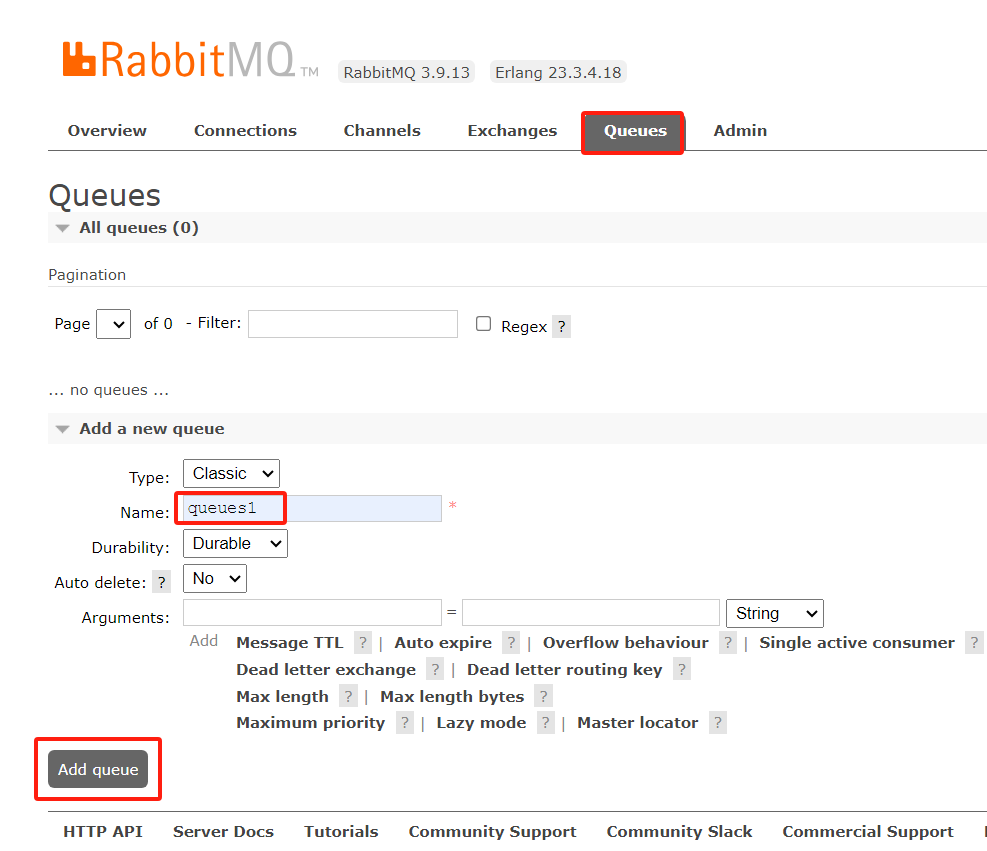 RabbitMQ TM RabbitMQ 3.9.13 Erlang 23.3.4.18
Overview Connections Channels Exchanges Queues Admin
Queues
All queues (0)
Pagination
Page of 0 - Filter: Regex ?
... no queues ...
Add a new queue
Type: Classic
Name: queues1 *
Durability: Durable
Auto delete: ? No
Arguments: = String
Add Message TTL ? | Auto expire ? | Overflow behaviour ? | Single active consumer ?
Dead letter exchange ? | Dead letter routing key ?
Max length ? | Max length bytes ?
Maximum priority ? | Lazy mode ? | Master locator ?
Add queue
HTTP API Server Docs Tutorials Community Support Community Slack Commercial Support